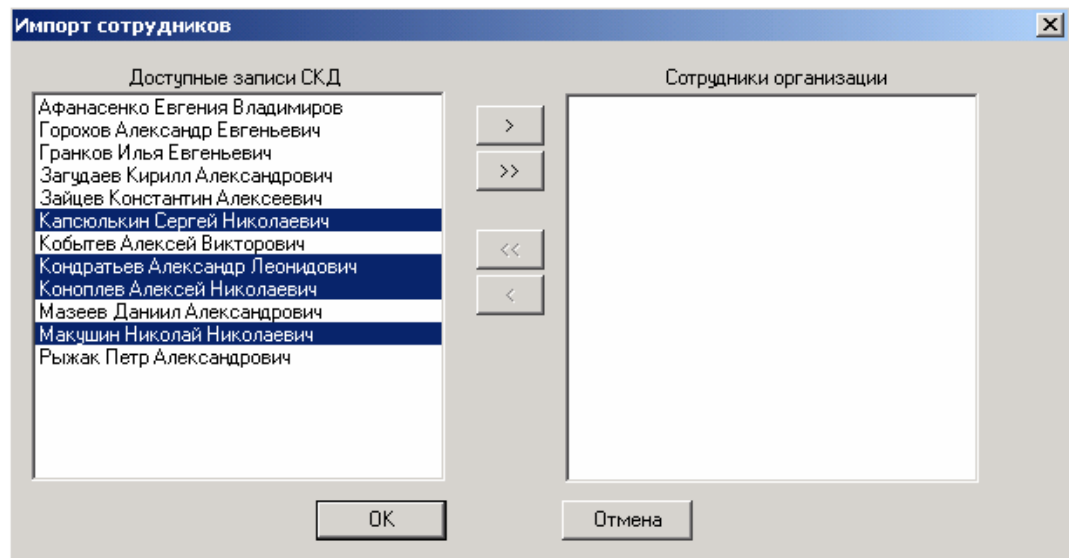 Импорт сотрудников
Доступные записи СКД
Афанасенко Евгения Владимиров
Горохов Александр Евгеньевич
Гранков Илья Евгеньевич
Загудаев Кирилл Александрович
Зайцев Константин Алексеевич
Капсюлькин Сергей Николаевич
Кобытев Алексей Викторович
Кондратьев Александр Леонидович
Коноплев Алексей Николаевич
Мазеев Даниил Александрович
Макушин Николай Николаевич
Рыжак Петр Александрович
>
>>
<<
<
Сотрудники организации
OK
Отмена